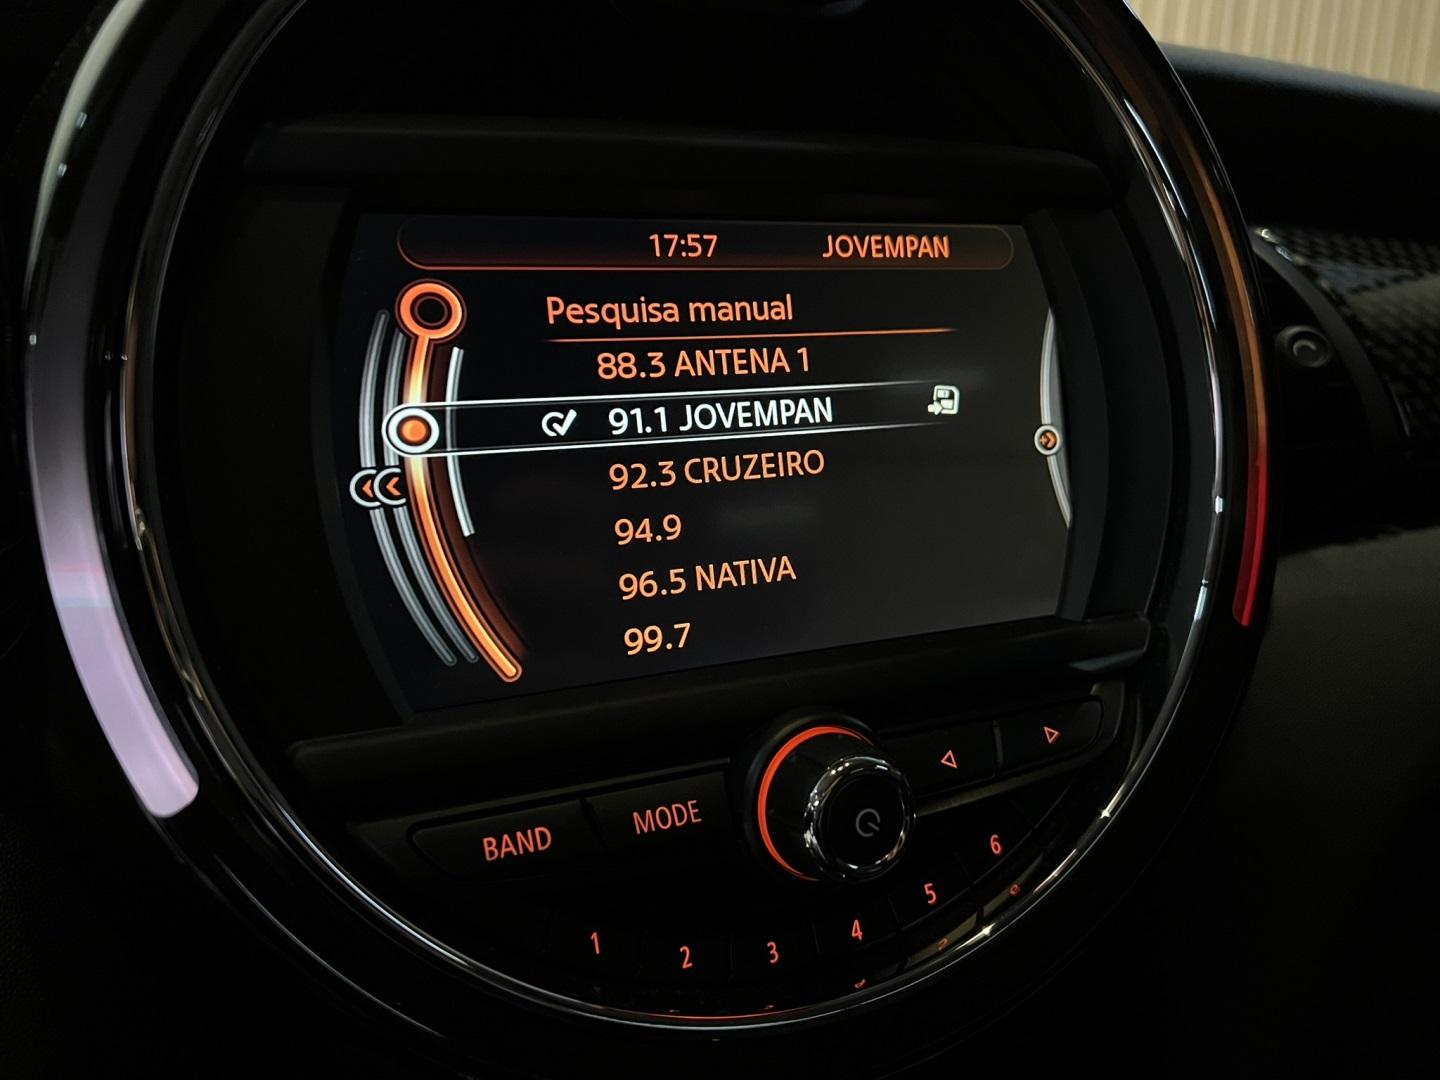 17:57 JOVEMPAN
Pesquisa manual
88.3 ANTENA 1
91.1 JOVEMPAN
92.3 CRUZEIRO
94.9
96.5 NATIVA
99.7
BAND MODE
1 2 3 4 5 6